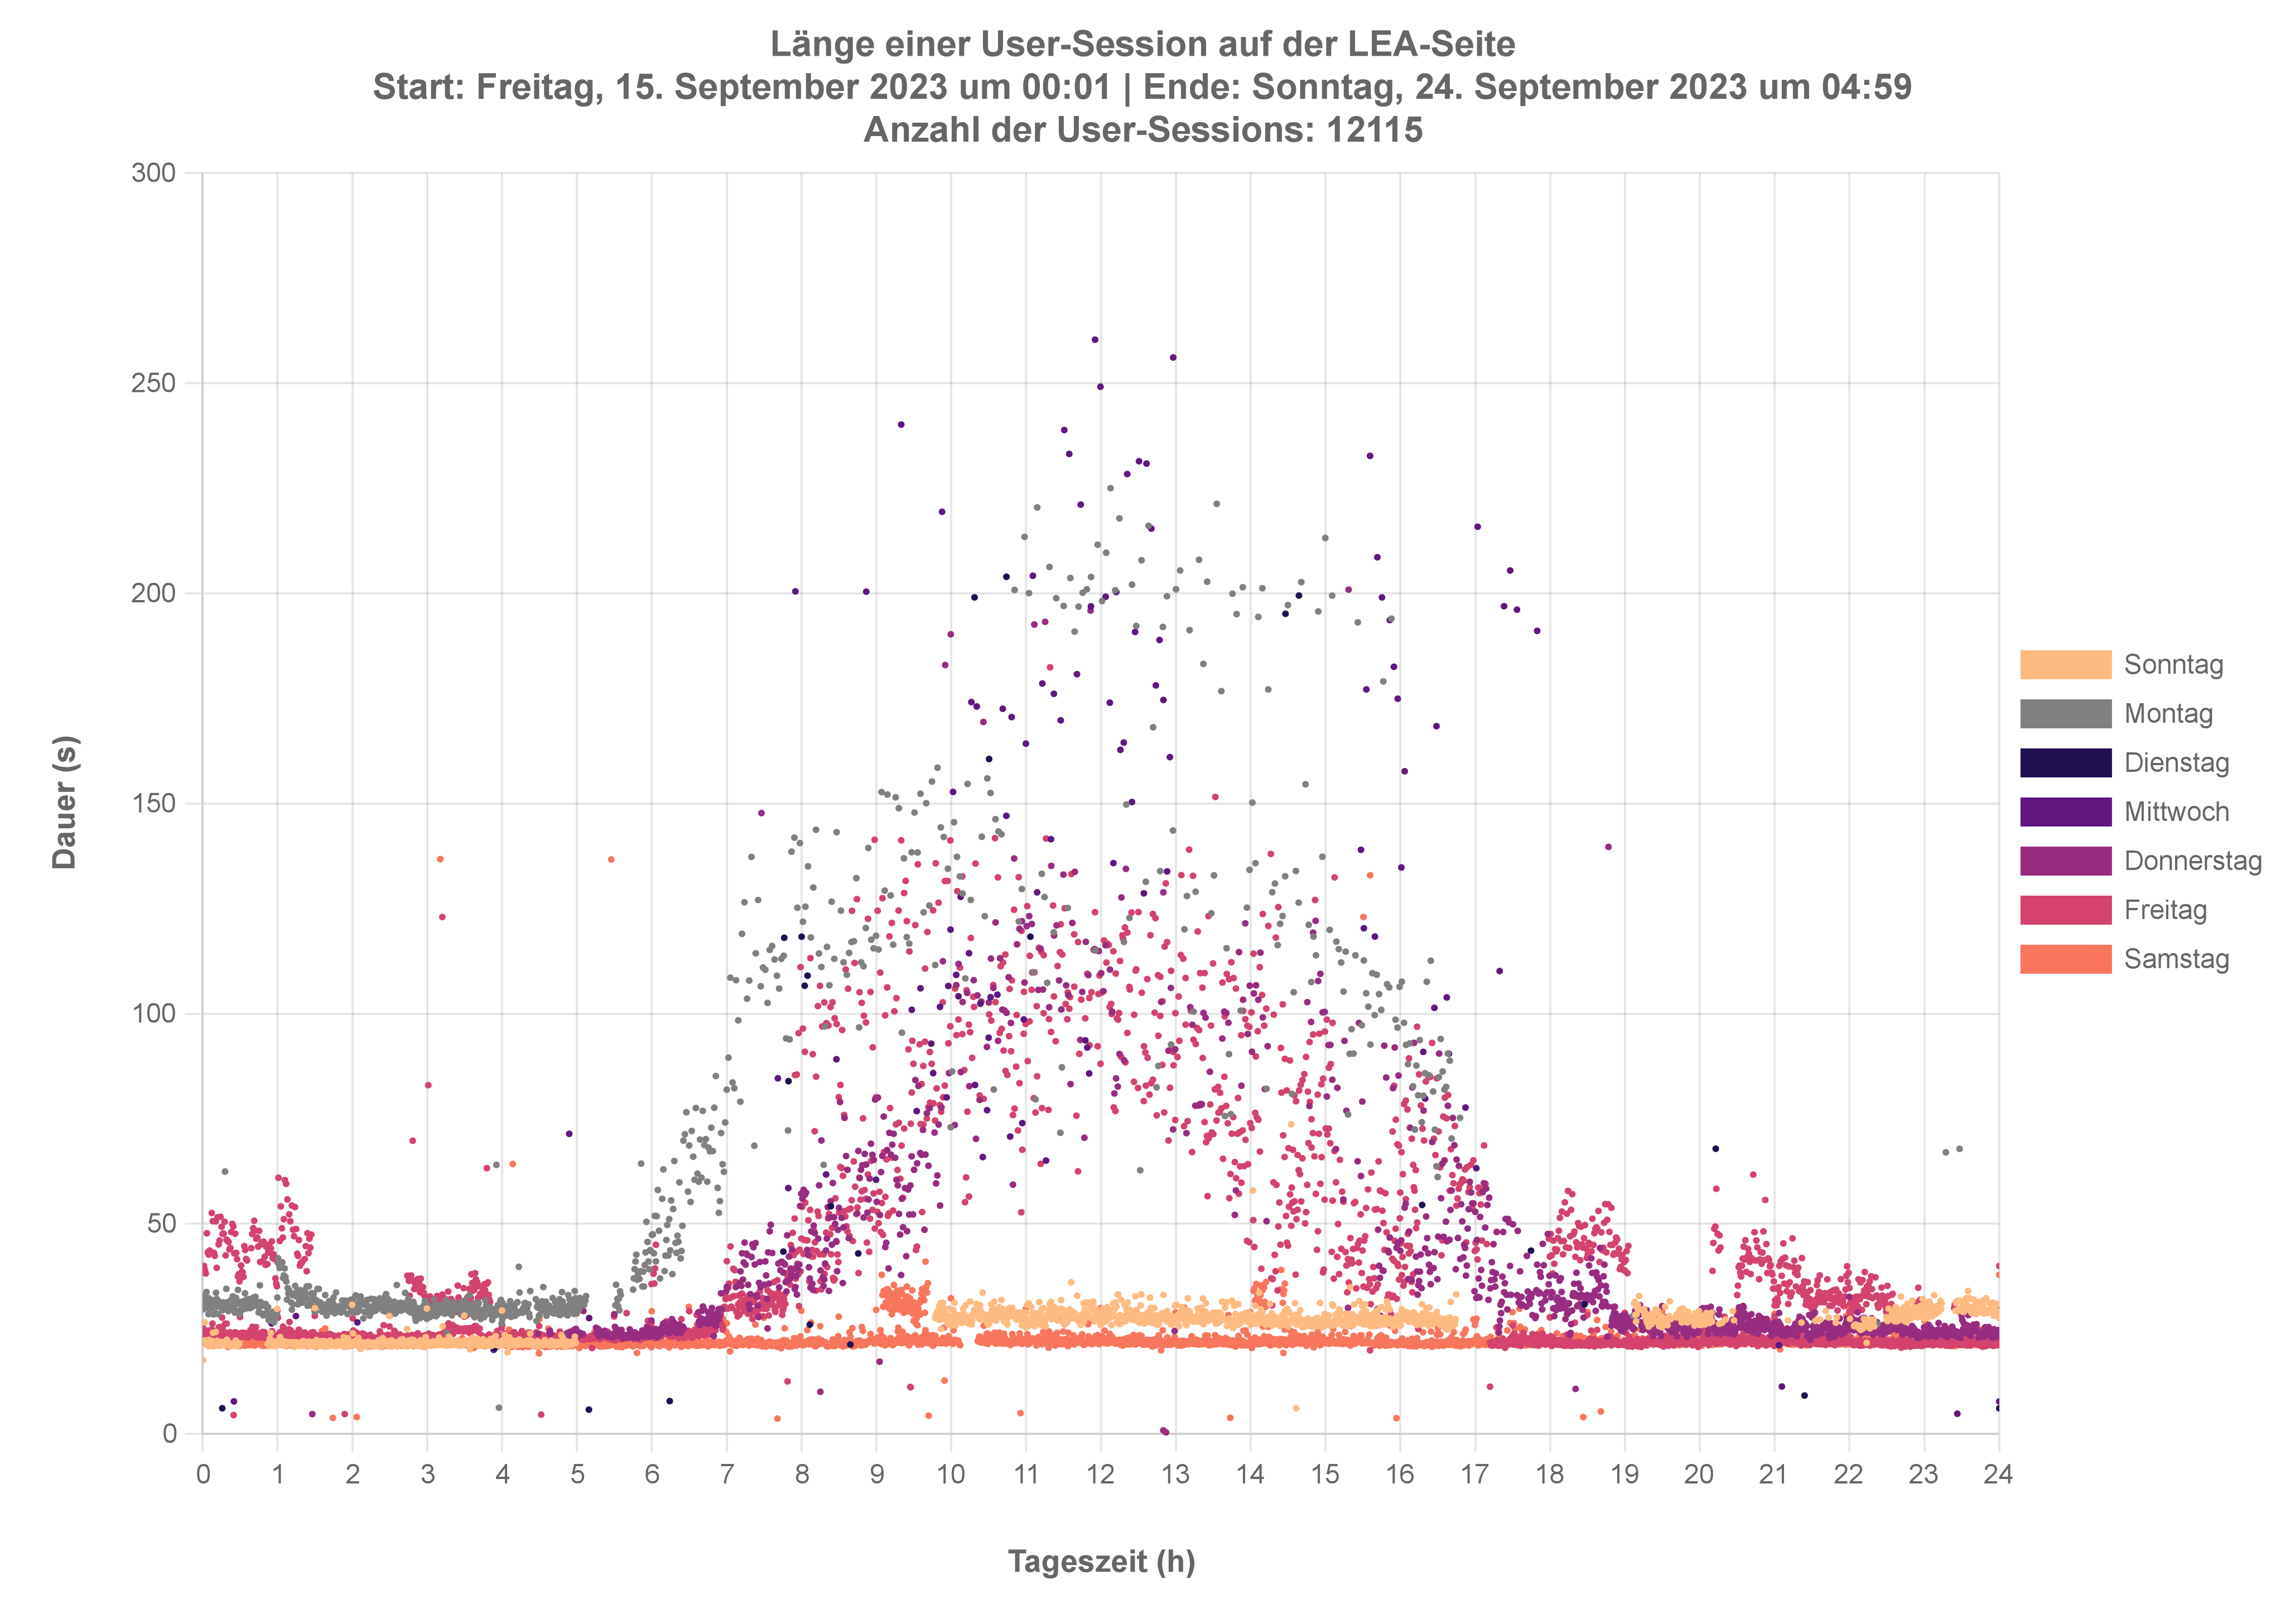 Länge einer User-Session auf der LEA-Seite
Start: Freitag, 15. September 2023 um 00:01 | Ende: Sonntag, 24. September 2023 um 04:59
Anzahl der User-Sessions: 12115
300
250
200
150
100
50
0
Dauer (s)
0 1 2 3 4 5 6 7 8 9 10 11 12 13 14 15 16 17 18 19 20 21 22 23 24
Tageszeit (h)
Sonntag
Montag
Dienstag
Mittwoch
Donnerstag
Freitag
Samstag